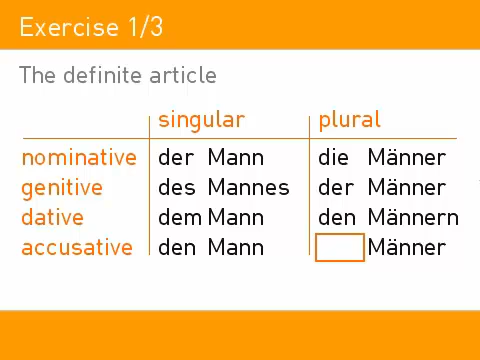 Exercise 1/3
The definite article
singular plural
nominative der Mann die Männer
genitive des Mannes der Männer
dative dem Mann den Männern
accusative den Mann Männer